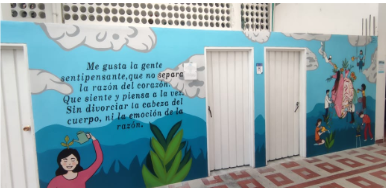 Me gusta la gente
sentipensante, que no separa
la razón del corazón.
Que siente y piensa a la vez.
Sin divorciar la cabeza del
cuerpo, ni la emoción de la
razón.